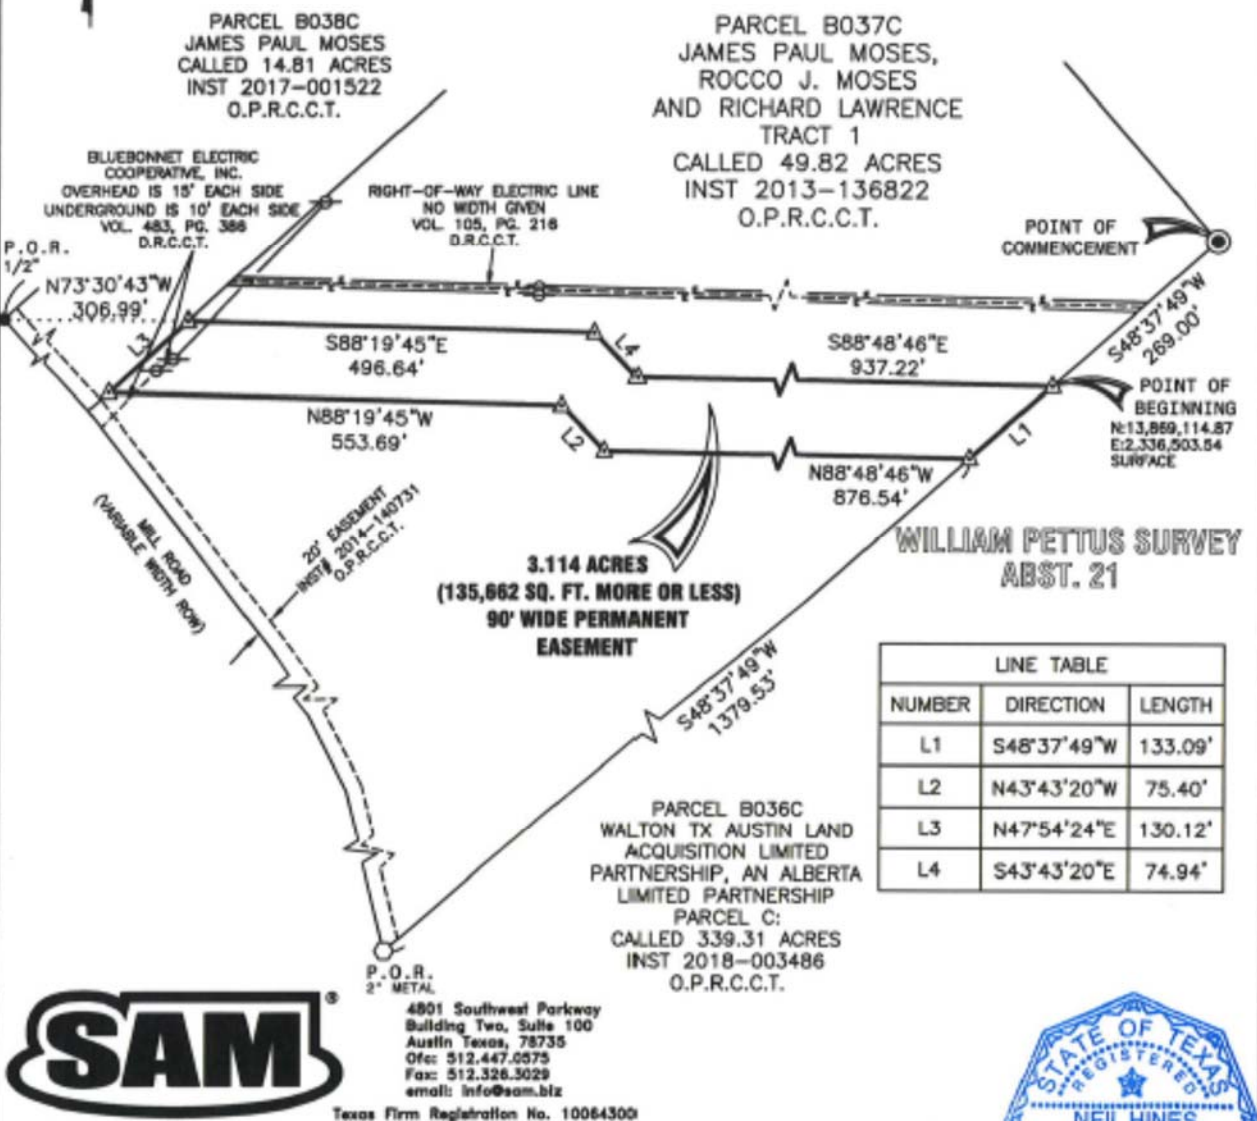 PARCEL B038C
JAMES PAUL MOSES
CALLED 14.81 ACRES
INST 2017-001522
O.P.R.C.C.T.
PARCEL B037C
JAMES PAUL MOSES,
ROCCO J. MOSES
AND RICHARD LAWRENCE
TRACT 1
CALLED 49.82 ACRES
INST 2013-136822
O.P.R.C.C.T.
BLUEBONNET ELECTRIC
COOPERATIVE, INC.
OVERHEAD IS 15' EACH SIDE
UNDERGROUND IS 10' EACH SIDE
VOL. 483, PG. 386
D.R.C.C.T.
RIGHT-OF-WAY ELECTRIC LINE
NO WIDTH GIVEN
VOL. 105, PG. 216
D.R.C.C.T.
POINT OF
COMMENCEMENT
P.O.R.
1/2"
N73°30'43"W
306.99'
S48°37'49"W
269.00'
L3
S88°19'45"E
496.64'
L4
S88°48'46"E
937.22'
POINT OF
BEGINNING
N:13,869,114.87
E:2,336,503.54
SURFACE
N88°19'45"W
553.69'
L2
L1
N88°48'46"W
876.54'
MILL ROAD
(VARIABLE WIDTH ROW)
20' EASEMENT
INST# 2014-140731
O.P.R.C.C.T.
3.114 ACRES
(135,662 SQ. FT. MORE OR LESS)
90' WIDE PERMANENT
EASEMENT
WILLIAM PETTUS SURVEY
ABST. 21
S48°37'49"W
1379.53'
LINE TABLE
NUMBER DIRECTION LENGTH
L1 S48°37'49"W 133.09'
L2 N43°43'20"W 75.40'
L3 N47°54'24"E 130.12'
L4 S43°43'20"E 74.94'
PARCEL B036C
WALTON TX AUSTIN LAND
ACQUISITION LIMITED
PARTNERSHIP, AN ALBERTA
LIMITED PARTNERSHIP
PARCEL C:
CALLED 339.31 ACRES
INST 2018-003486
O.P.R.C.C.T.
P.O.R.
2" METAL
SAM®
4801 Southwest Parkway
Building Two, Suite 100
Austin Texas, 78735
Ofc: 512.447.0575
Fax: 512.326.3029
email: info@sam.biz
Texas Firm Registration No. 10064300
STATE OF TEXAS
REGISTERED
NEIL HINES